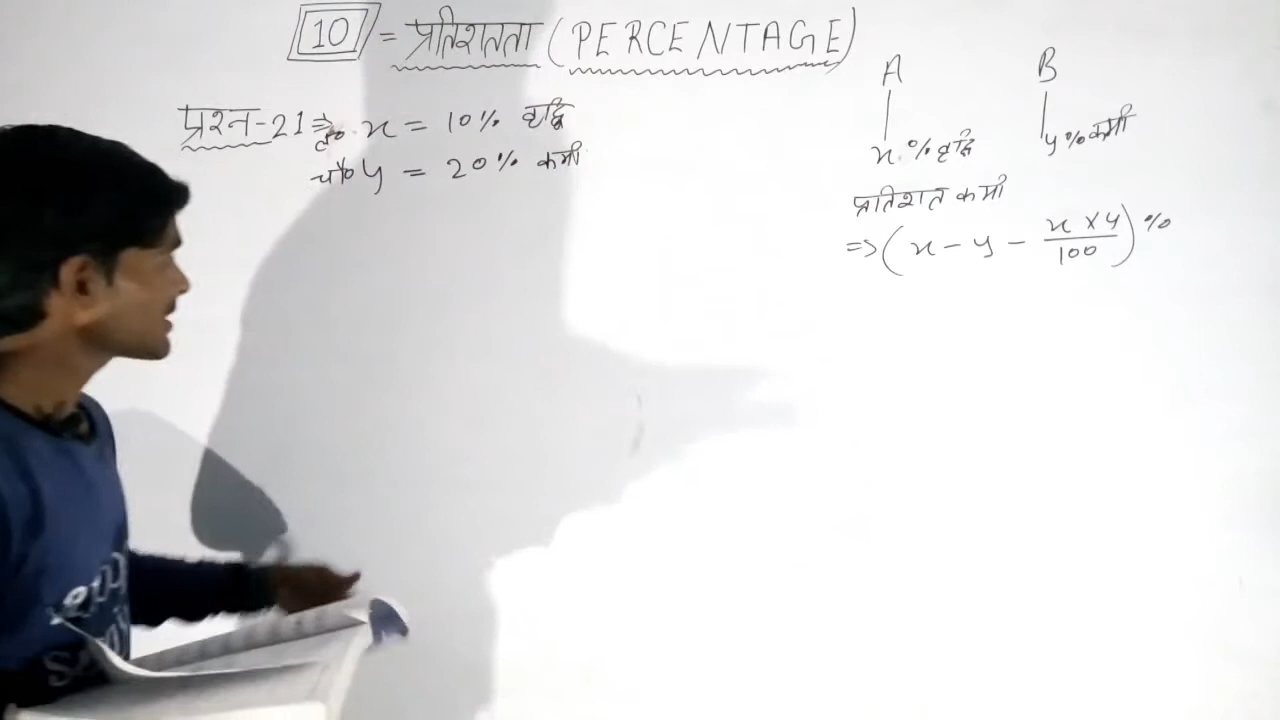 10 = प्रतिशतता (PERCENTAGE)
प्रश्न-21⇒ x = 10% वृद्धि
y = 20% कमी
A B
x % वृद्धि y % कमी
प्रतिशत कमी
⇒ (x - y - x × y / 100) %